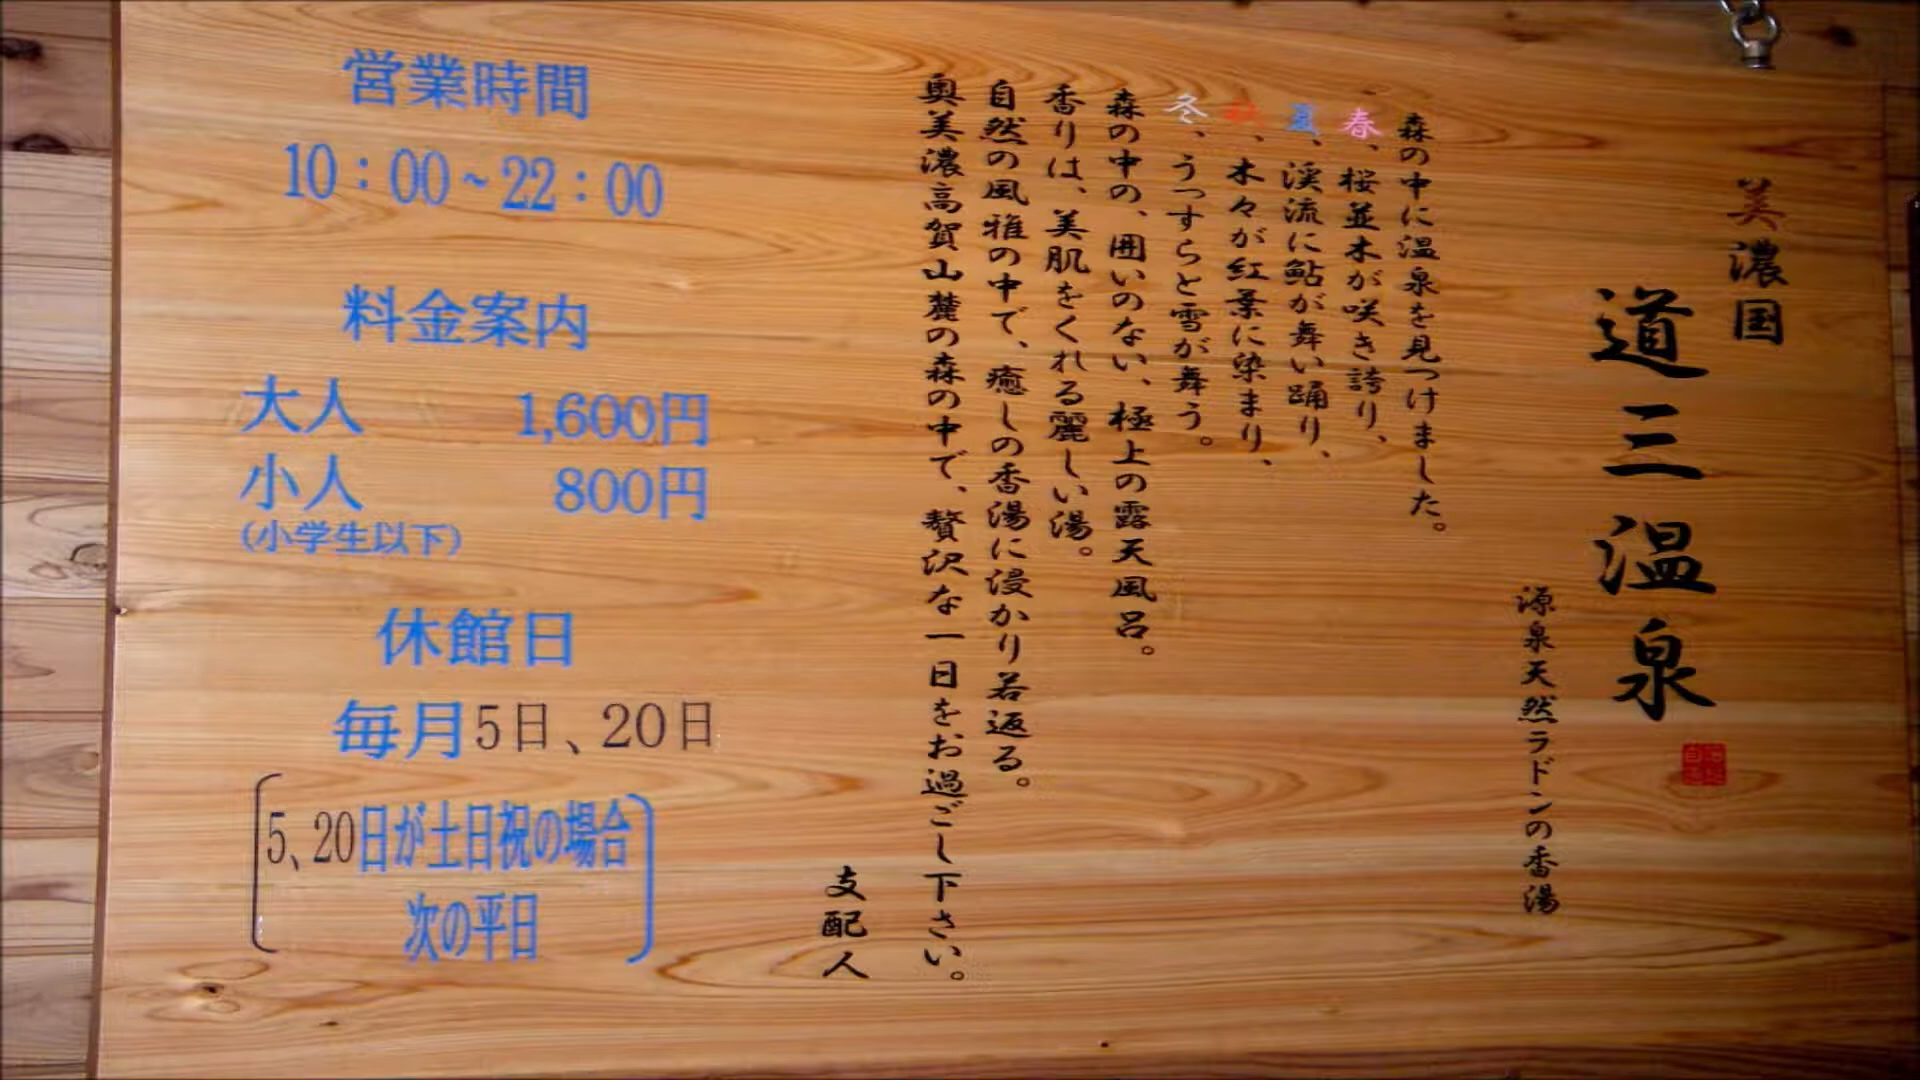 美濃国
道三温泉
源泉天然ラドンの香湯
森の中に温泉を見つけました。
春、桜並木が咲き誇り、
夏、渓流に鮎が舞い踊り、
秋、木々が紅葉に染まり、
冬、うっすらと雪が舞う。
森の中の、囲いのない、極上の露天風呂。
香りは、美肌をくれる麗しい湯。
自然の風雅の中で、癒しの香湯に浸かり若返る。
奥美濃高賀山麓の森の中で、贅沢な一日をお過ごし下さい。
支配人
営業時間
10:00~22:00
料金案内
大人 1,600円
小人 800円
(小学生以下)
休館日
毎月5日、20日
5、20日が土日祝の場合
次の平日